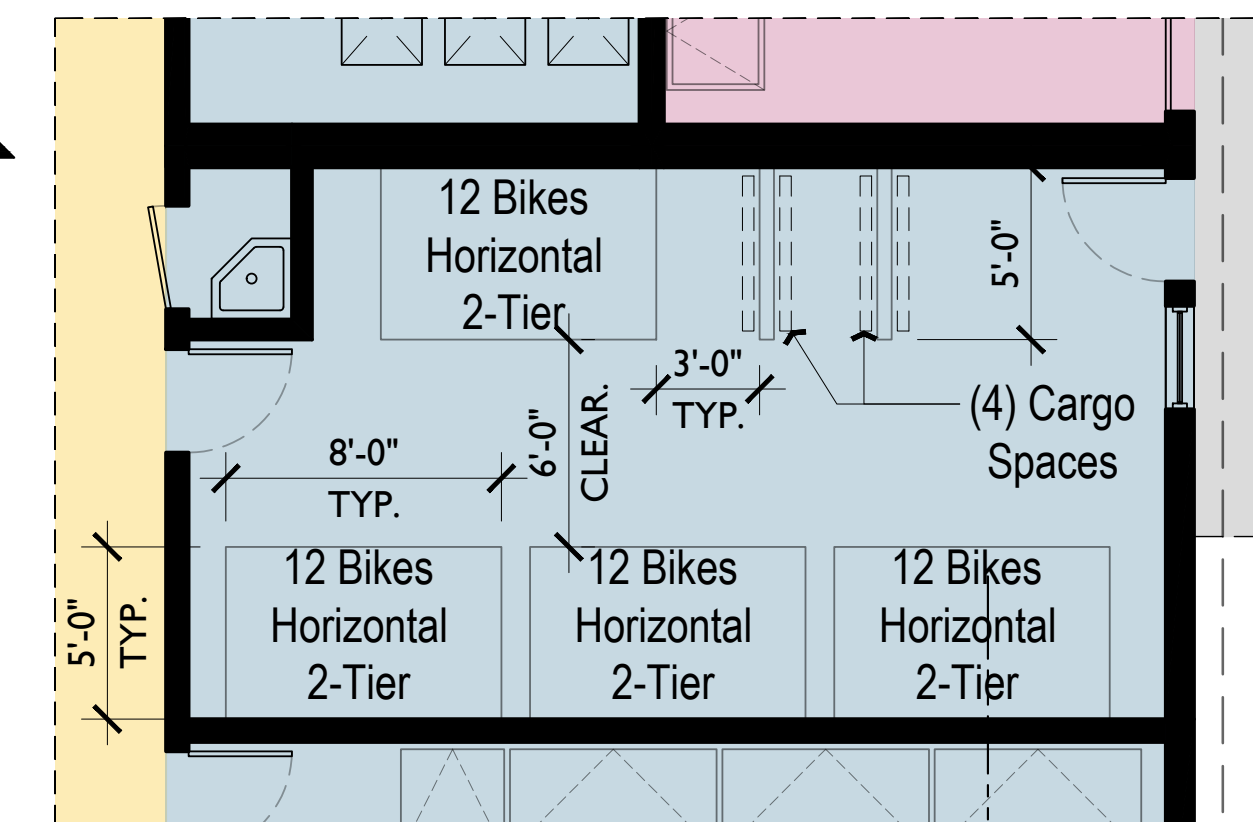 12 Bikes
Horizontal
2-Tier
5'-0"
3'-0"
TYP.
(4) Cargo
Spaces
6'-0"
CLEAR.
8'-0"
TYP.
5'-0"
TYP.
12 Bikes
Horizontal
2-Tier
12 Bikes
Horizontal
2-Tier
12 Bikes
Horizontal
2-Tier